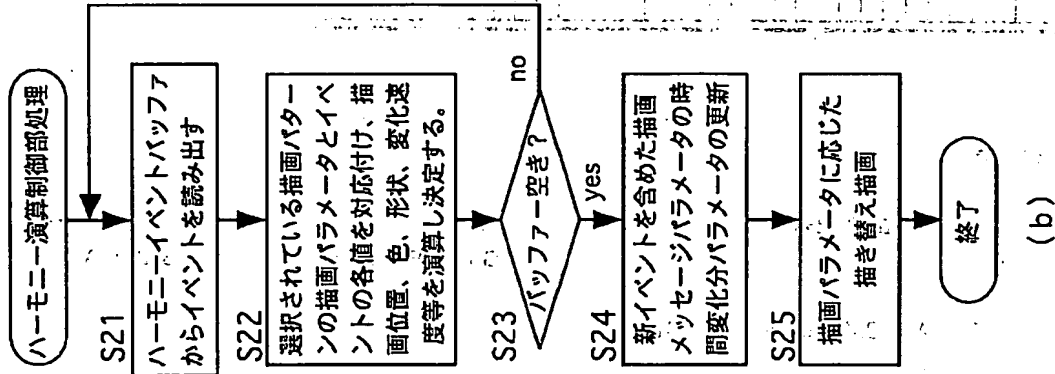 ハーモニー演算制御部処理
S21
ハーモニーイベントバッファ
からイベントを読み出す
S22
選択されている描画パター
ンの描画パラメータとイベ
ントの各値を対応付け、描
画位置、色、形状、変化速
度等を演算し決定する。
S23
バッファー空き？
no
yes
S24
新イベントを含めた描画
メッセージパラメータの時
間変化分パラメータの更新
S25
描画パラメータに応じた
描き替え描画
終了
(b)